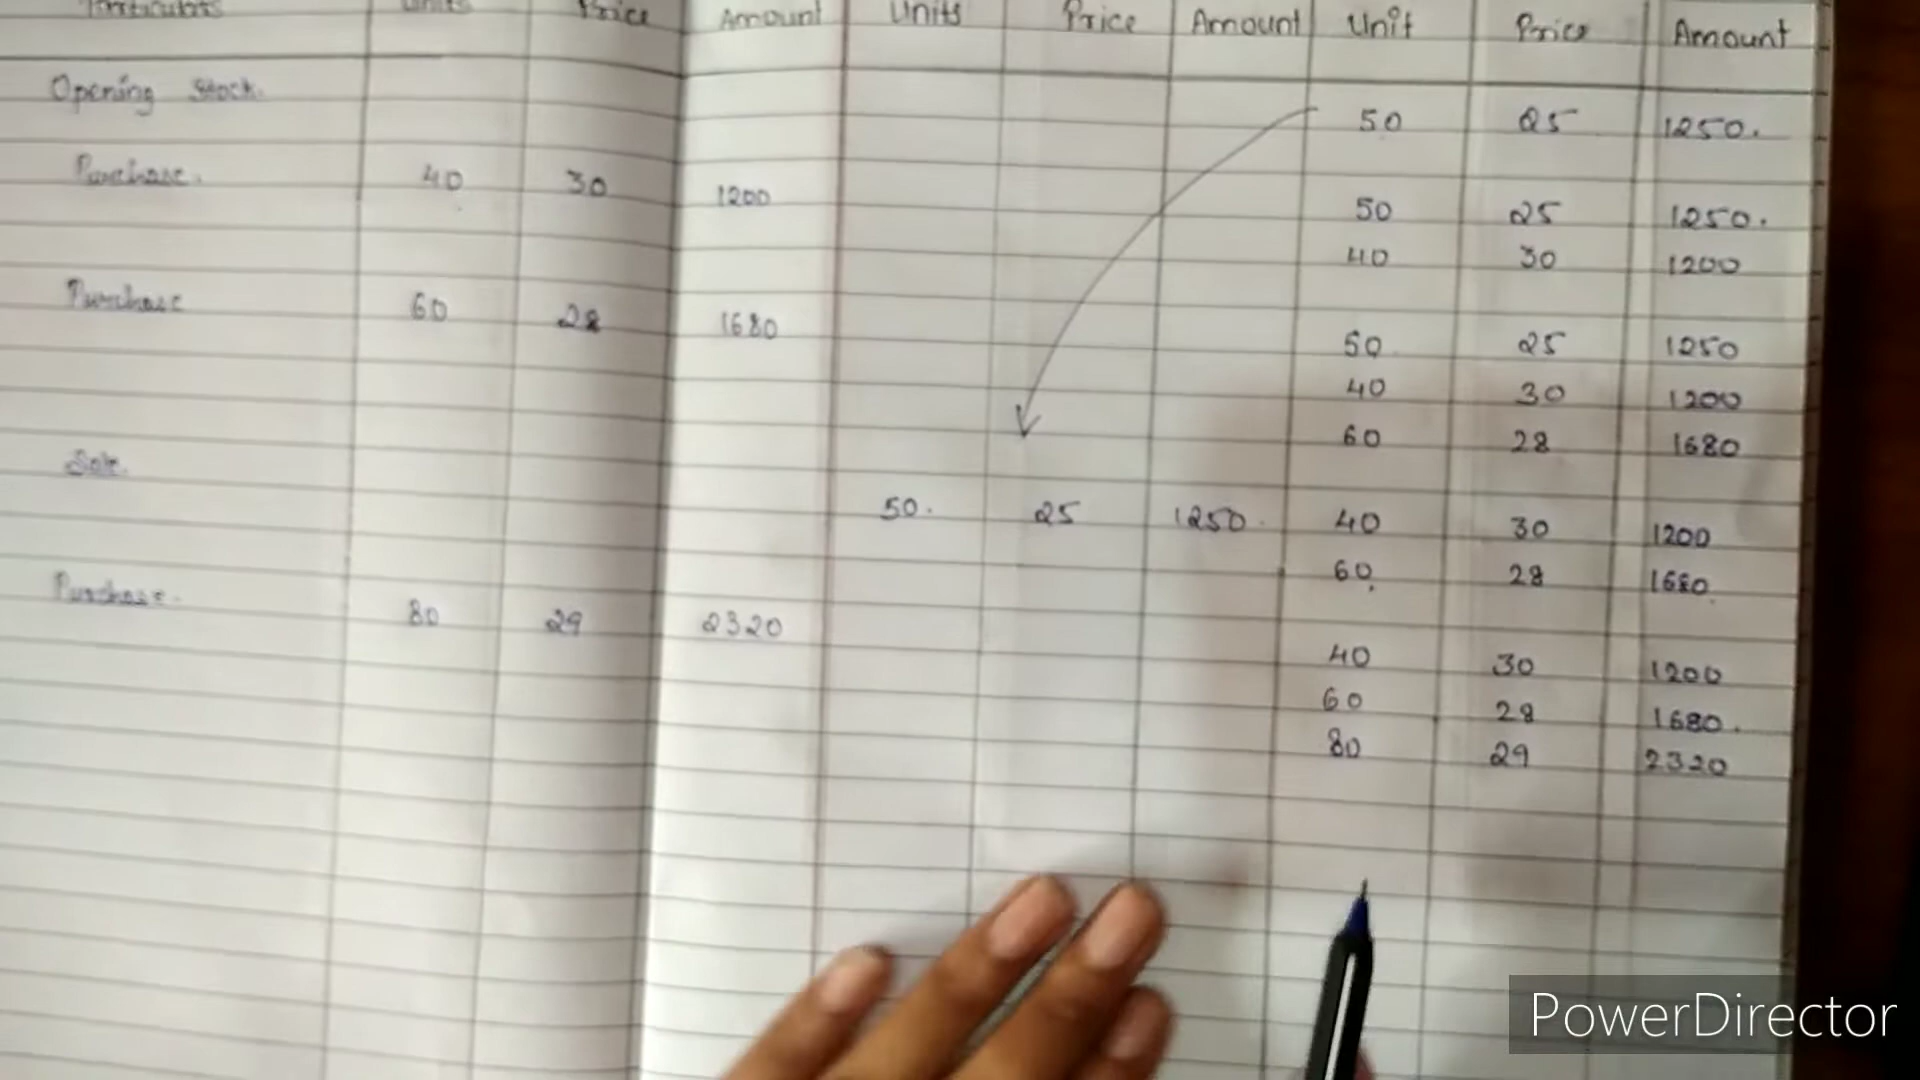 Particulars Units Price Amount Units Price Amount Unit Price Amount
Opening Stock. 50 25 1250.
Purchase. 40 30 1200 50 25 1250.
40 30 1200
Purchase 60 28 1680 50 25 1250
40 30 1200
60 28 1680
Sale. 50. 25 1250. 40 30 1200
60 28 1680
Purchase. 80 29 2320 40 30 1200
60 28 1680.
80 29 2320
PowerDirector